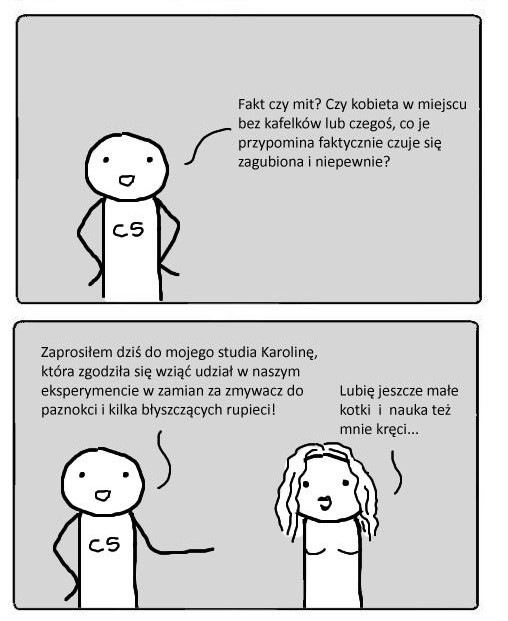 Fakt czy mit? Czy kobieta w miejscu
bez kafelków lub czegoś, co je
przypomina faktycznie czuje się
zagubiona i niepewnie?
C5
Zaprosiłem dziś do mojego studia Karolinę,
która zgodziła się wziąć udział w naszym
eksperymencie w zamian za zmywacz do
paznokci i kilka błyszczących rupieci!
Lubię jeszcze małe
kotki i nauka też
mnie kręci...
C5